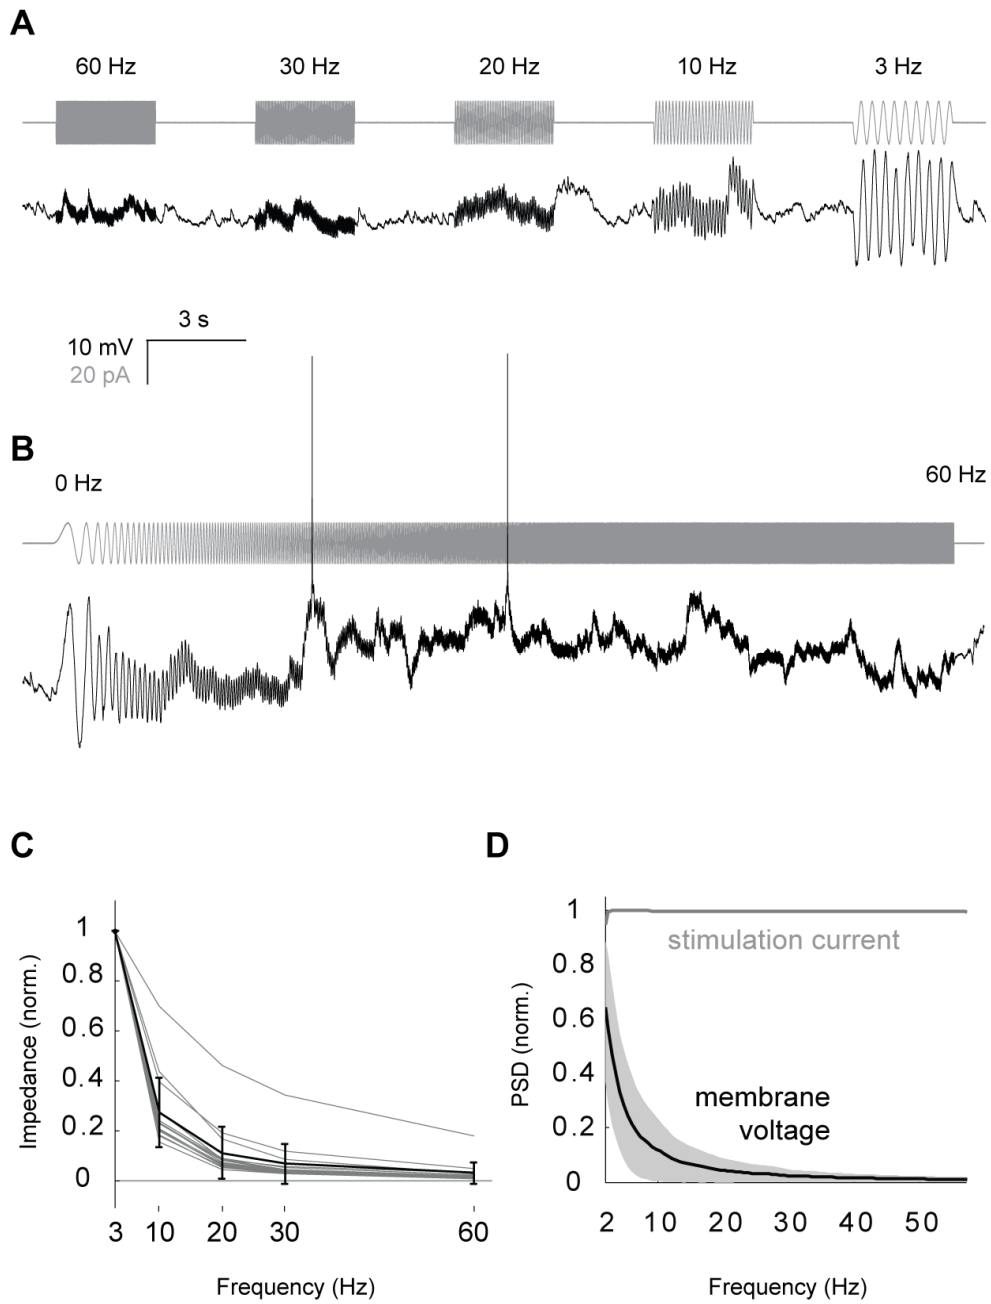 A
60 Hz 30 Hz 20 Hz 10 Hz 3 Hz
3 s
10 mV
20 pA
B
0 Hz
60 Hz
C
D
1
0.8
0.6
0.4
0.2
0
Impedance (norm.)
3 10 20 30 60
Frequency (Hz)
1
0.8
0.6
0.4
0.2
0
PSD (norm.)
stimulation current
membrane
voltage
2 10 20 30 40 50
Frequency (Hz)